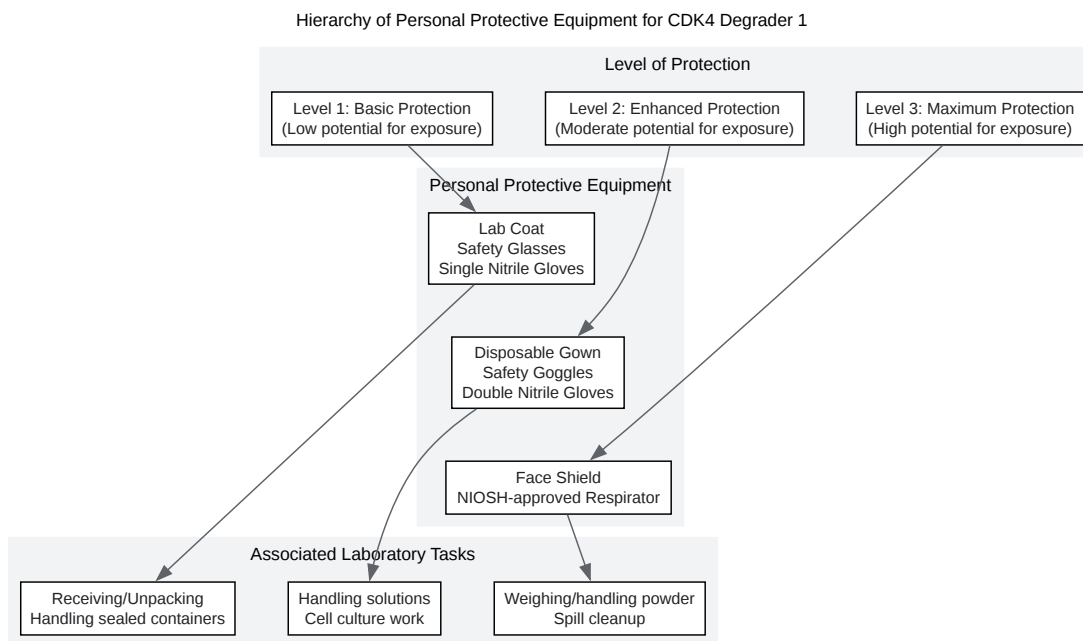 Hierarchy of Personal Protective Equipment for CDK4 Degrader 1
Level of Protection
Level 1: Basic Protection
(Low potential for exposure)
Level 2: Enhanced Protection
(Moderate potential for exposure)
Level 3: Maximum Protection
(High potential for exposure)
Personal Protective Equipment
Lab Coat
Safety Glasses
Single Nitrile Gloves
Disposable Gown
Safety Goggles
Double Nitrile Gloves
Face Shield
NIOSH-approved Respirator
Associated Laboratory Tasks
Receiving/Unpacking
Handling sealed containers
Handling solutions
Cell culture work
Weighing/handling powder
Spill cleanup